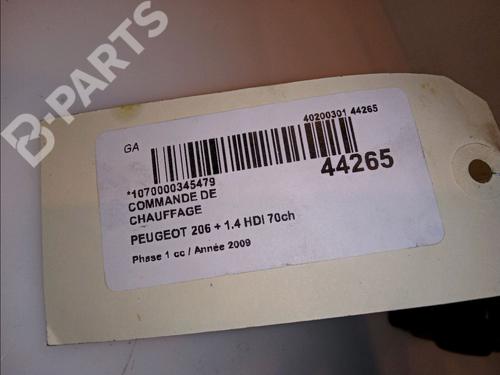 B-PARTS
GA
40200301 44265
*1070000345479
44265
COMMANDE DE
CHAUFFAGE
PEUGEOT 206 + 1.4 HDI 70ch
Phase 1 cc / Année 2009